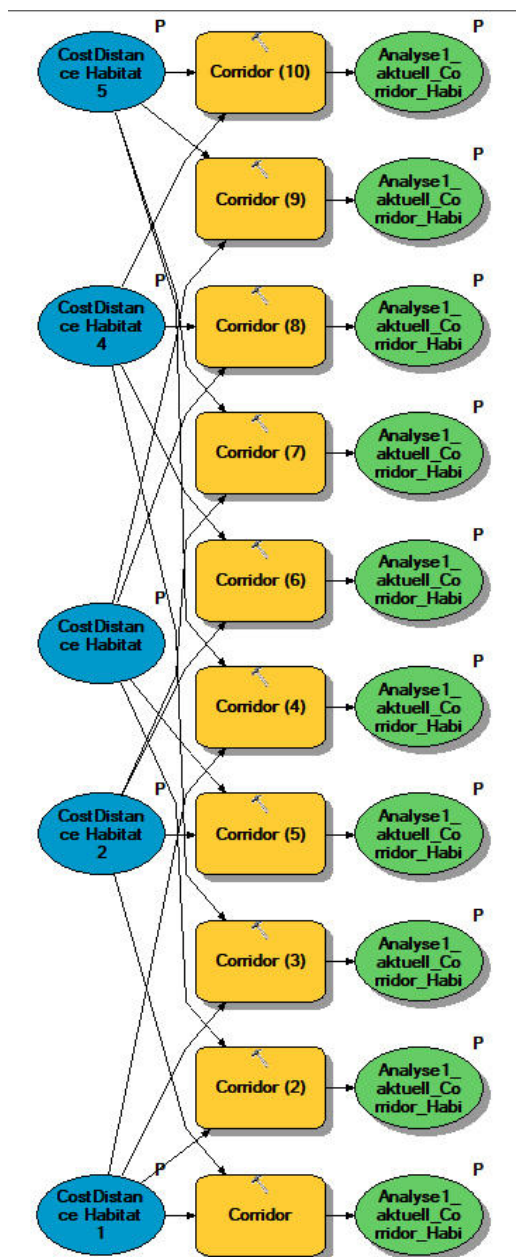 P
CostDistan
ce Habitat
5
Corridor (10)
P
Analyse1_
aktuell_Co
rridor_Habi
Corridor (9)
P
Analyse1_
aktuell_Co
rridor_Habi
P
CostDistan
ce Habitat
4
Corridor (8)
P
Analyse1_
aktuell_Co
rridor_Habi
Corridor (7)
P
Analyse1_
aktuell_Co
rridor_Habi
Corridor (6)
P
Analyse1_
aktuell_Co
rridor_Habi
P
CostDistan
ce Habitat
Corridor (4)
P
Analyse1_
aktuell_Co
rridor_Habi
P
CostDistan
ce Habitat
2
Corridor (5)
P
Analyse1_
aktuell_Co
rridor_Habi
Corridor (3)
P
Analyse1_
aktuell_Co
rridor_Habi
Corridor (2)
P
Analyse1_
aktuell_Co
rridor_Habi
P
CostDistan
ce Habitat
1
Corridor
P
Analyse1_
aktuell_Co
rridor_Habi